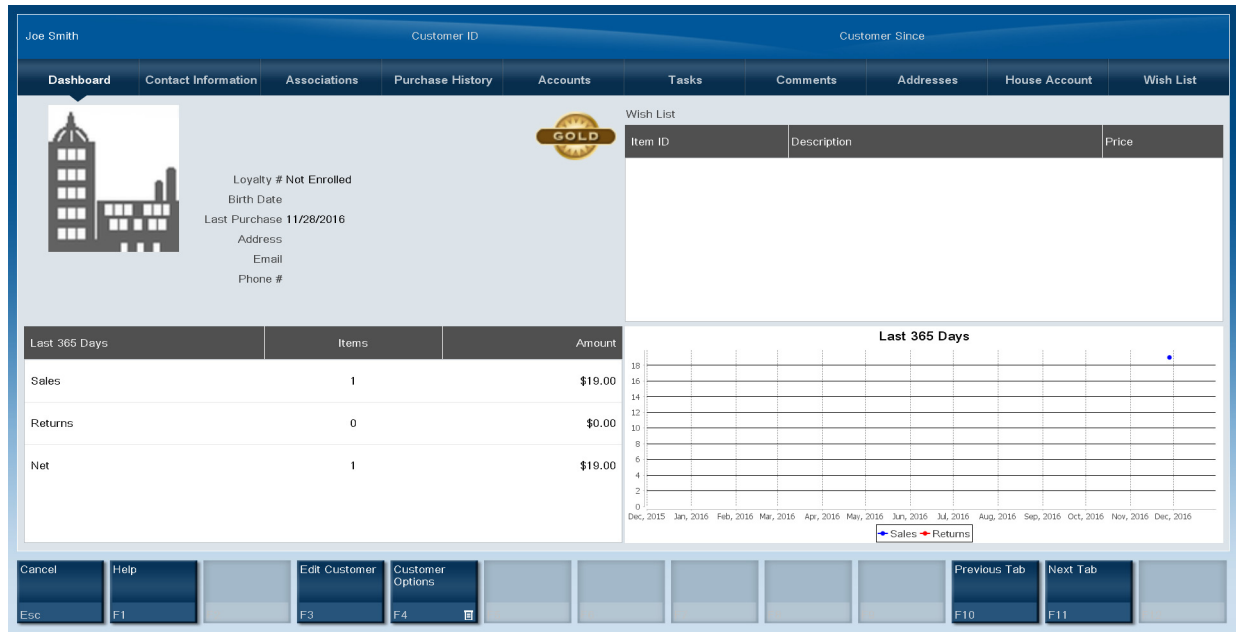 Joe Smith Customer ID Customer Since
Dashboard Contact Information Associations Purchase History Accounts Tasks Comments Addresses House Account Wish List
GOLD
Loyalty # Not Enrolled
Birth Date
Last Purchase 11/28/2016
Address
Email
Phone #
Wish List
Item ID Description Price
Last 365 Days Items Amount
Sales 1 $19.00
Returns 0 $0.00
Net 1 $19.00
Last 365 Days
18
16
14
12
10
8
6
4
2
0
Dec, 2015 Jan, 2016 Feb, 2016 Mar, 2016 Apr, 2016 May, 2016 Jun, 2016 Jul, 2016 Aug, 2016 Sep, 2016 Oct, 2016 Nov, 2016 Dec, 2016
Sales Returns
Cancel Help Edit Customer Customer Options Previous Tab Next Tab
Esc F1 F3 F4 F10 F11